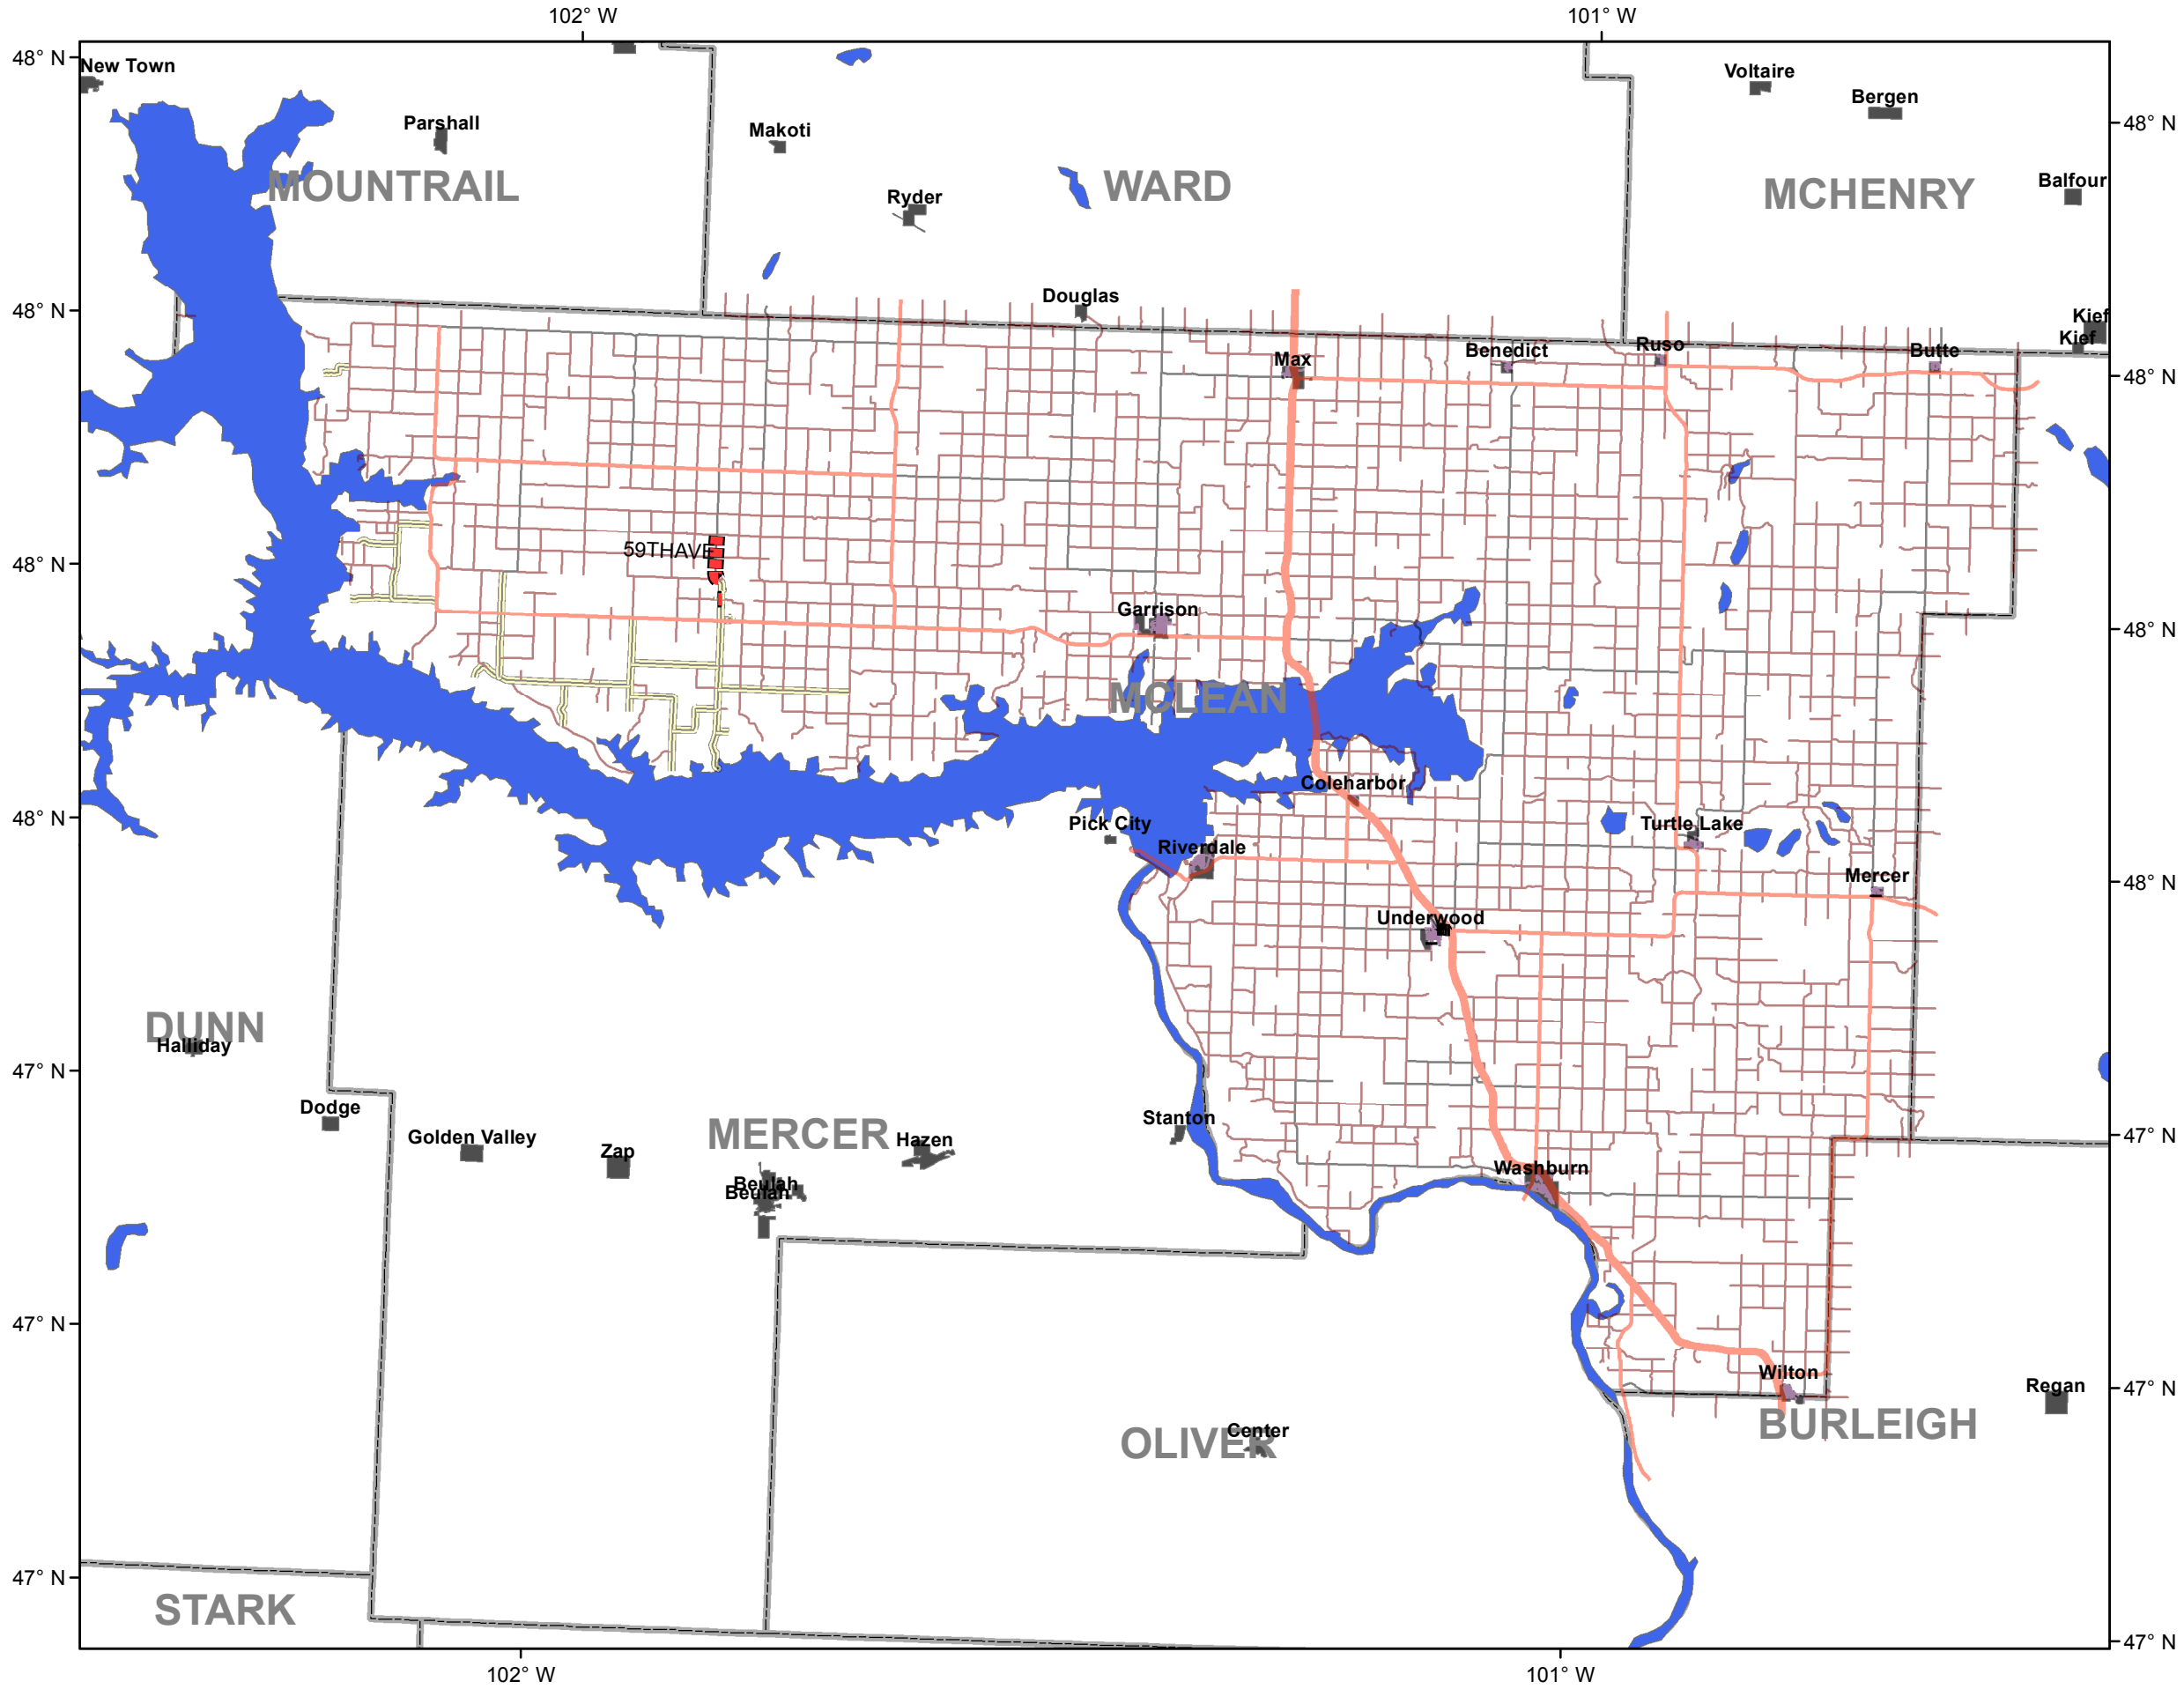 102° W
101° W
48° N
New Town
Voltaire
Bergen
48° N
Parshall
Makoti
MOUNTRAIL
WARD
MCHENRY
Balfour
Ryder
48° N
Douglas
Kief
Kief
Max
Benedict
Ruso
Butte
48° N
59THAVE
48° N
Garrison
48° N
MCLEAN
Coleharbor
48° N
Pick City
Turtle Lake
Riverdale
Mercer
48° N
Underwood
DUNN
Halliday
47° N
Dodge
Stanton
MERCER
Golden Valley
Zap
Hazen
47° N
Washburn
Beulah
Beulah
47° N
Wilton
Regan
47° N
BURLEIGH
Center
OLIVER
47° N
STARK
47° N
102° W
101° W